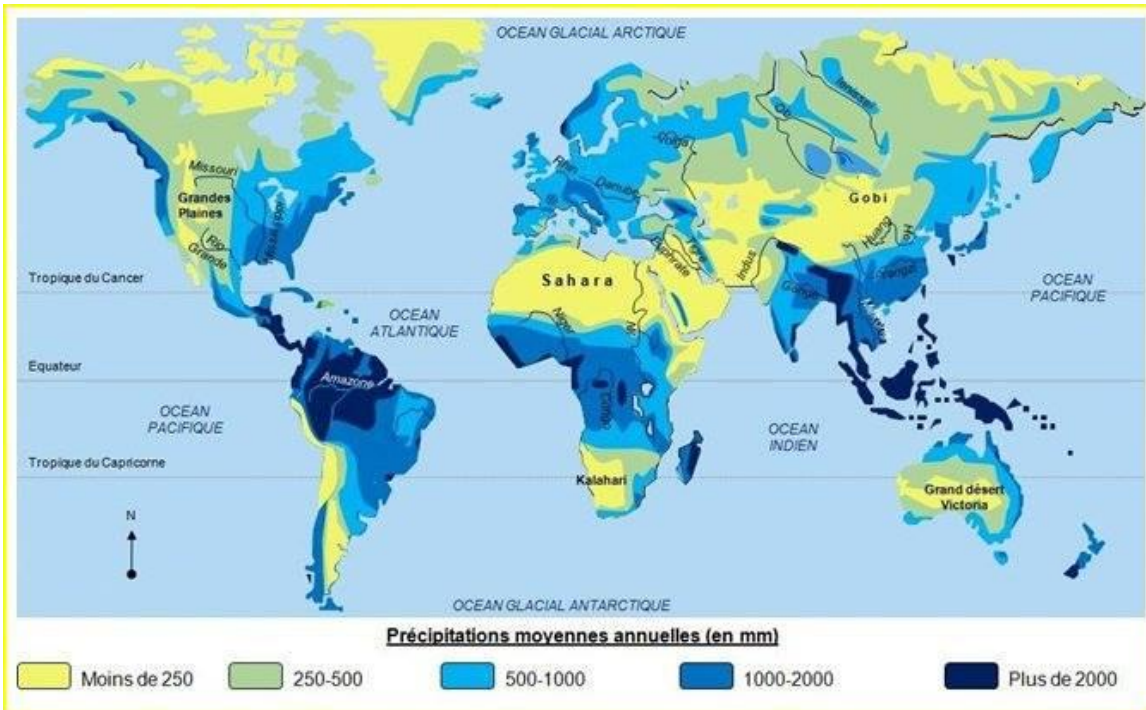 OCEAN GLACIAL ARCTIQUE
Ienisseï
Ob
Volga
Missouri
Rhin
Danube
Grandes
Plaines
Mississippi
Gobi
Huang
Ho
Rio
Grande
Tigre
Euphrate
Indus
Tropique du Cancer
Sahara
Gange
Yangzi
OCEAN
PACIFIQUE
OCEAN
ATLANTIQUE
Niger
Nil
Mékong
Equateur
Amazone
Congo
OCEAN
PACIFIQUE
OCEAN
INDIEN
Tropique du Capricorne
Kalahari
Grand désert
Victoria
N
OCEAN GLACIAL ANTARCTIQUE
Précipitations moyennes annuelles (en mm)
Moins de 250
250-500
500-1000
1000-2000
Plus de 2000